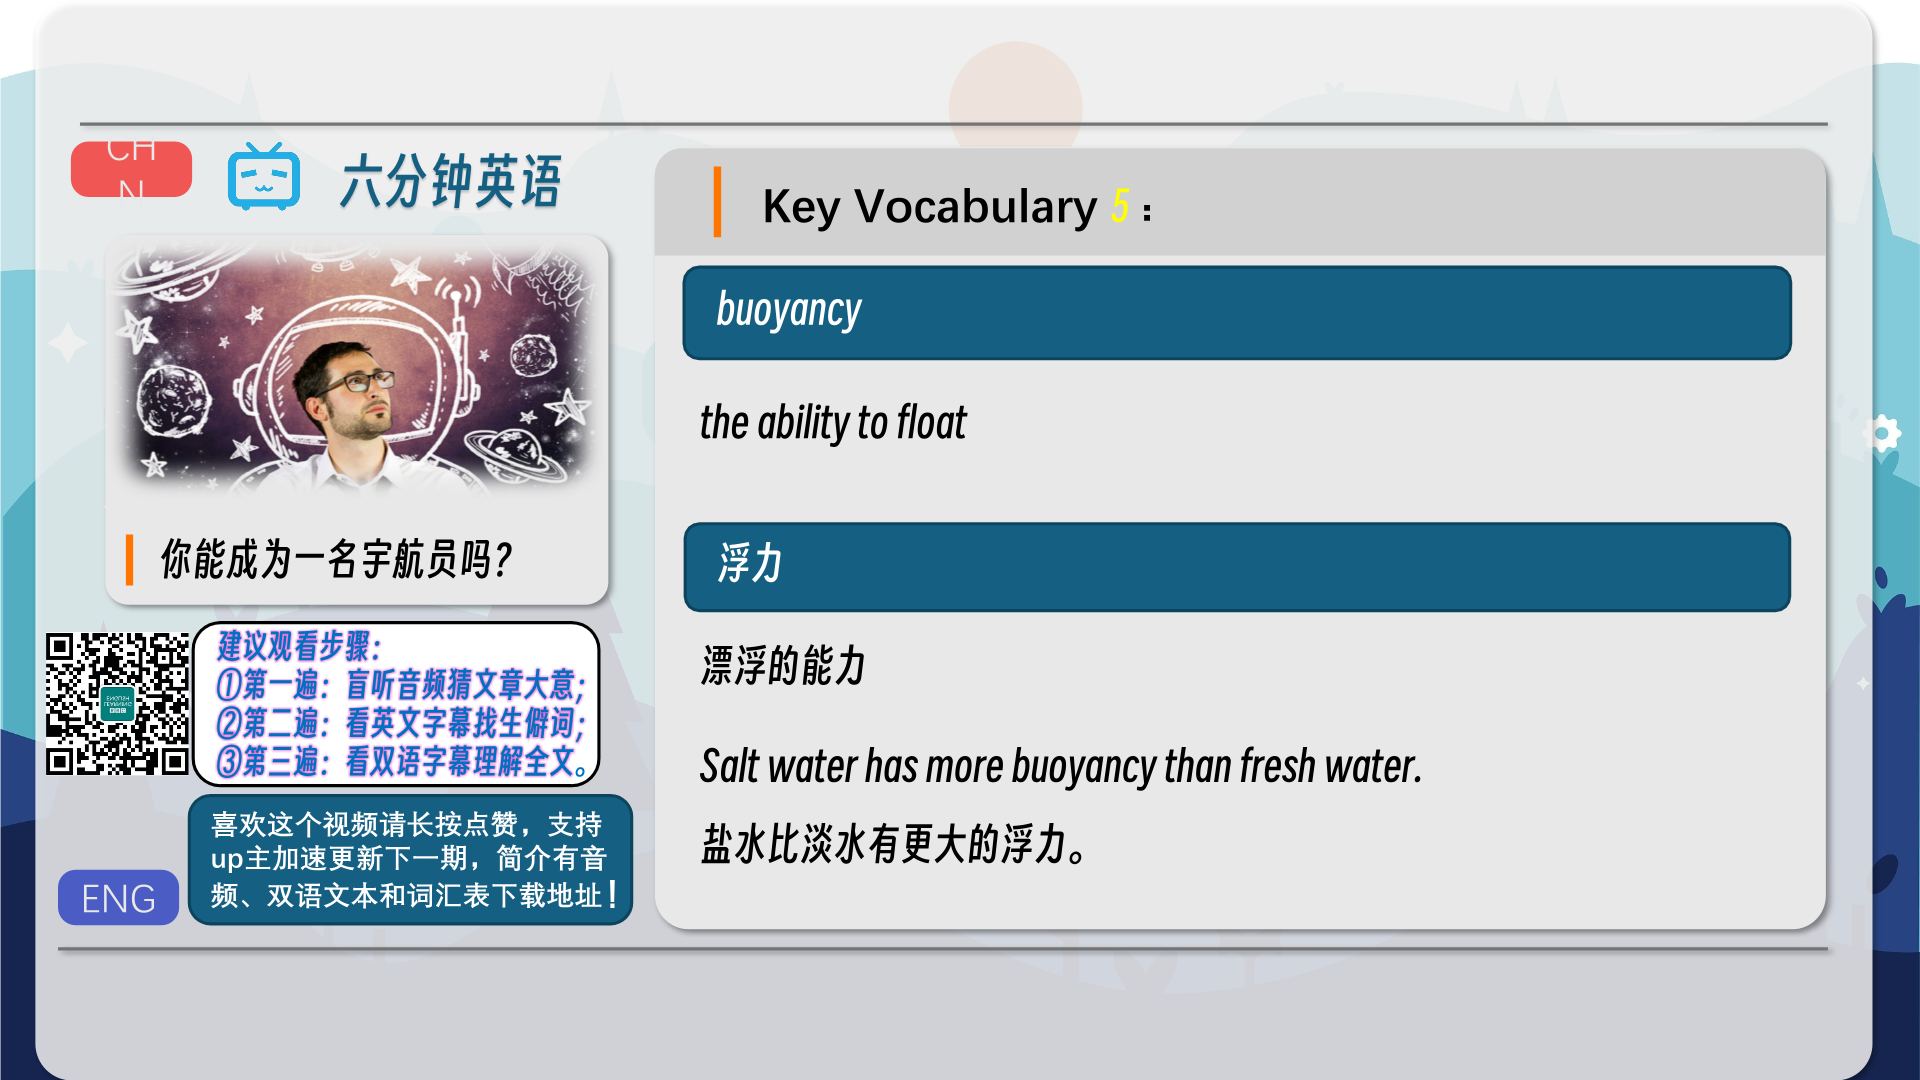 CH
N
六分钟英语
你能成为一名宇航员吗?
建议观看步骤:
①第一遍: 盲听音频猜文章大意;
②第二遍: 看英文字幕找生僻词;
③第三遍: 看双语字幕理解全文。
喜欢这个视频请长按点赞，支持
up主加速更新下一期，简介有音
频、双语文本和词汇表下载地址！
ENG
Key Vocabulary 5：
buoyancy
the ability to float
浮力
漂浮的能力
Salt water has more buoyancy than fresh water.
盐水比淡水有更大的浮力。